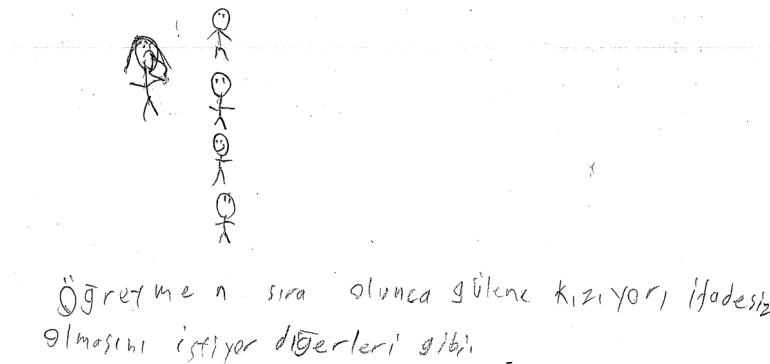 !
Öğretmen sıra olunca gülene kızıyor, ifadesiz
olmasını istiyor diğerleri gibi.